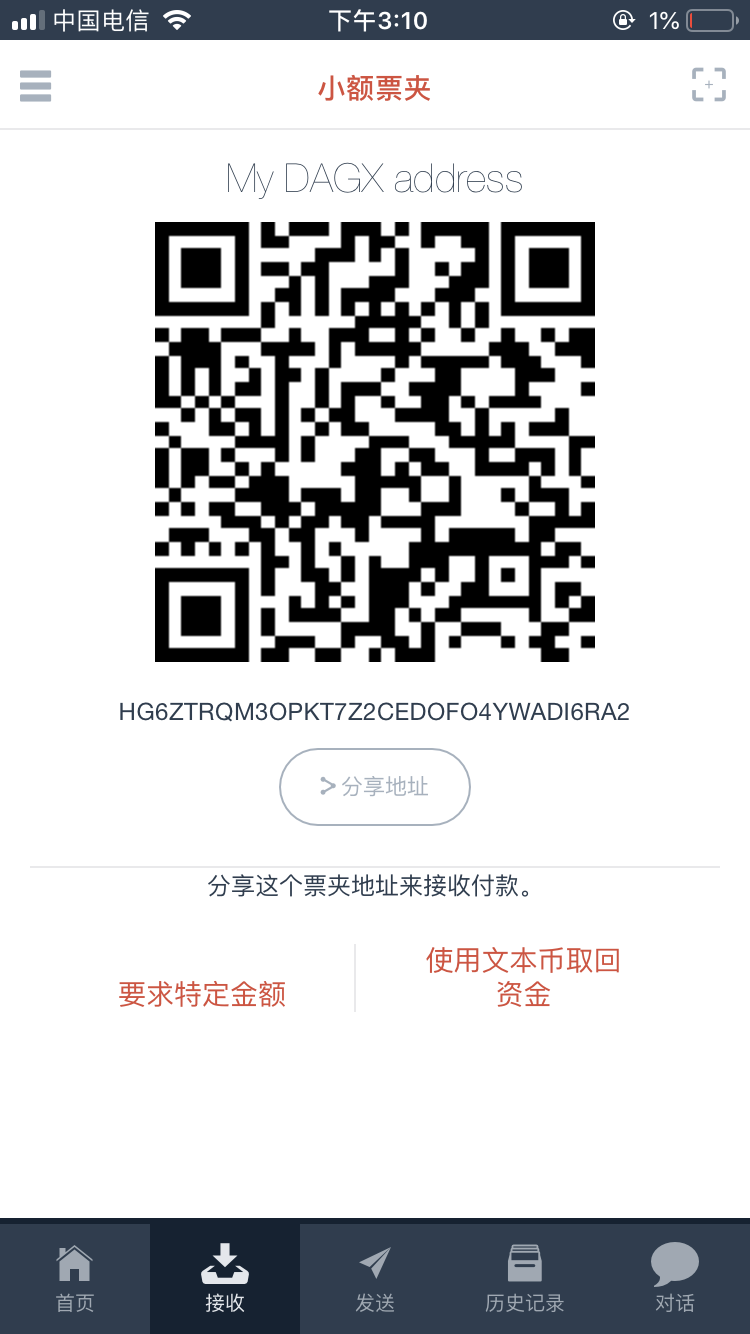 中国电信 下午3:10 1%
小额票夹
My DAGX address
HG6ZTRQM3OPKT7Z2CEDOFO4YWADI6RA2
分享地址
分享这个票夹地址来接收付款。
要求特定金额
使用文本币取回
资金
首页 接收 发送 历史记录 对话